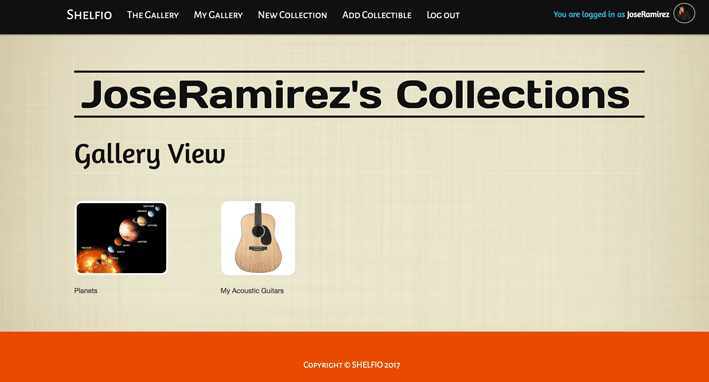 Shelfio The Gallery My Gallery New Collection Add Collectible Log out You are logged in as JoseRamirez
JoseRamirez's Collections
Gallery View
Planets My Acoustic Guitars
Copyright © SHELFIO 2017